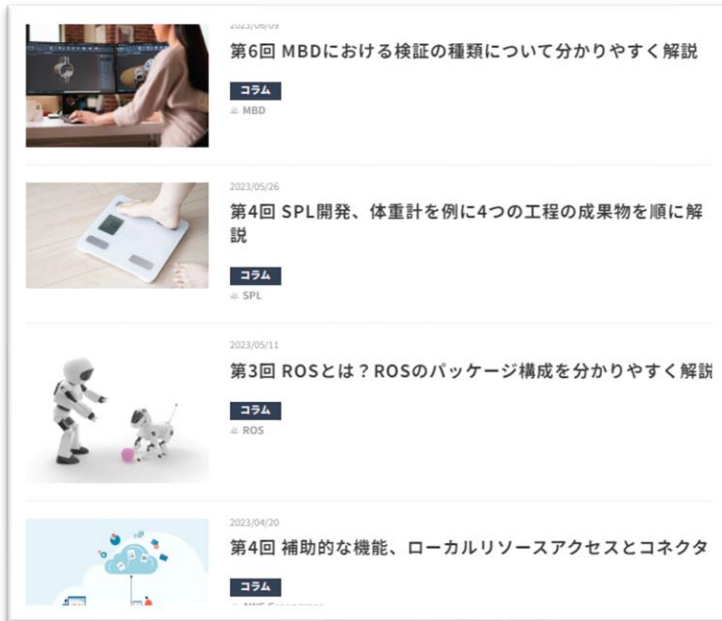 第6回 MBDにおける検証の種類について分かりやすく解説
コラム
MBD
2023/05/26
第4回 SPL開発、体重計を例に4つの工程の成果物を順に解
説
コラム
SPL
2023/05/11
第3回 ROSとは？ROSのパッケージ構成を分かりやすく解説
コラム
ROS
2023/04/20
第4回 補助的な機能、ローカルリソースアクセスとコネクタ
コラム